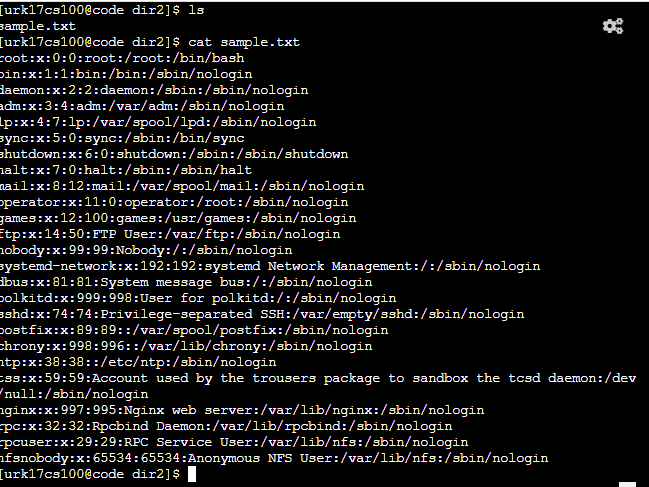 [urk17cs100@code dir2]$ ls
sample.txt
[urk17cs100@code dir2]$ cat sample.txt
root:x:0:0:root:/root:/bin/bash
bin:x:1:1:bin:/bin:/sbin/nologin
daemon:x:2:2:daemon:/sbin:/sbin/nologin
adm:x:3:4:adm:/var/adm:/sbin/nologin
lp:x:4:7:lp:/var/spool/lpd:/sbin/nologin
sync:x:5:0:sync:/sbin:/bin/sync
shutdown:x:6:0:shutdown:/sbin:/sbin/shutdown
halt:x:7:0:halt:/sbin:/sbin/halt
mail:x:8:12:mail:/var/spool/mail:/sbin/nologin
operator:x:11:0:operator:/root:/sbin/nologin
games:x:12:100:games:/usr/games:/sbin/nologin
ftp:x:14:50:FTP User:/var/ftp:/sbin/nologin
nobody:x:99:99:Nobody:/:/sbin/nologin
systemd-network:x:192:192:systemd Network Management:/:/sbin/nologin
dbus:x:81:81:System message bus:/:/sbin/nologin
polkitd:x:999:998:User for polkitd:/:/sbin/nologin
sshd:x:74:74:Privilege-separated SSH:/var/empty/sshd:/sbin/nologin
postfix:x:89:89::/var/spool/postfix:/sbin/nologin
chrony:x:998:996::/var/lib/chrony:/sbin/nologin
ntp:x:38:38::/etc/ntp:/sbin/nologin
tss:x:59:59:Account used by the trousers package to sandbox the tcsd daemon:/dev
/null:/sbin/nologin
nginx:x:997:995:Nginx web server:/var/lib/nginx:/sbin/nologin
rpc:x:32:32:Rpcbind Daemon:/var/lib/rpcbind:/sbin/nologin
rpcuser:x:29:29:RPC Service User:/var/lib/nfs:/sbin/nologin
nfsnobody:x:65534:65534:Anonymous NFS User:/var/lib/nfs:/sbin/nologin
[urk17cs100@code dir2]$